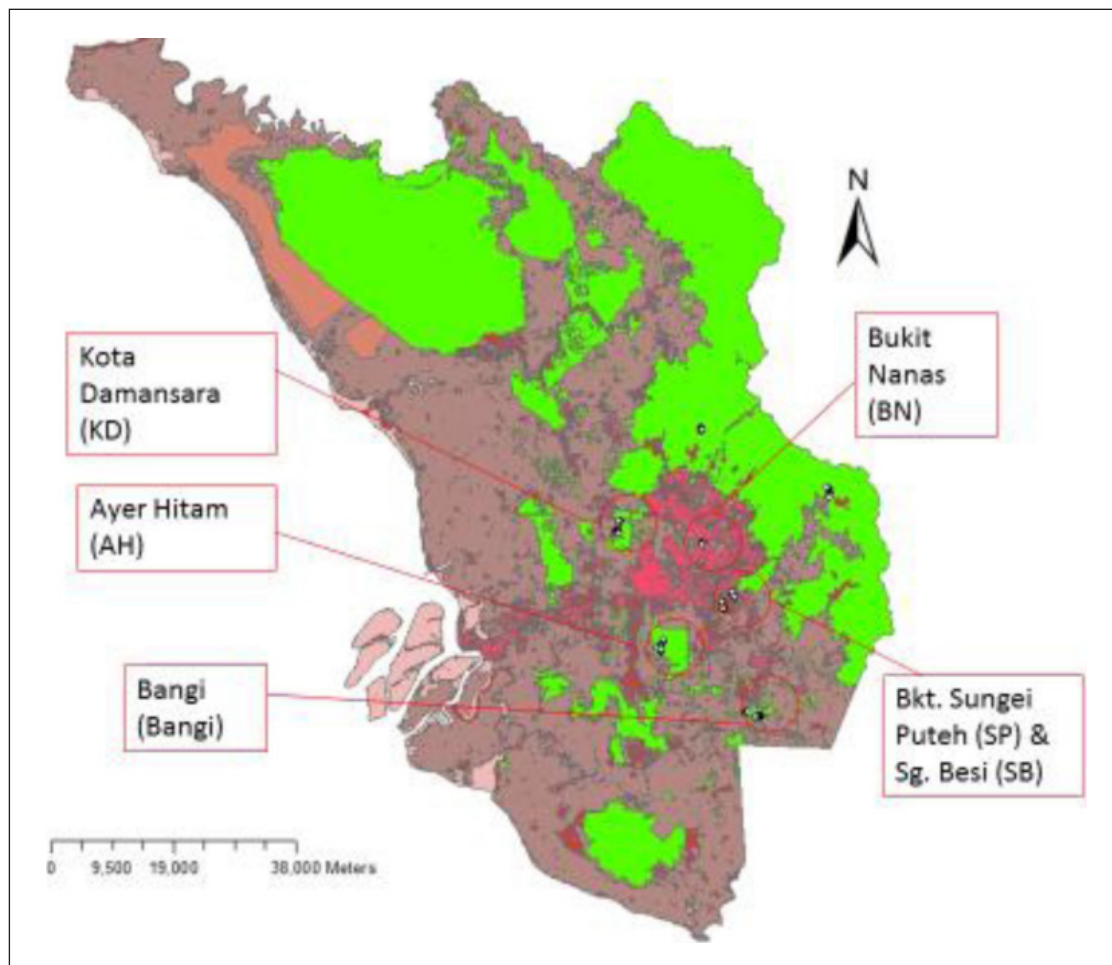 N
Kota
Damansara
(KD)
Bukit
Nanas
(BN)
Ayer Hitam
(AH)
Bangi
(Bangi)
Bkt. Sungei
Puteh (SP) &
Sg. Besi (SB)
0 9,500 19,000 38,000 Meters